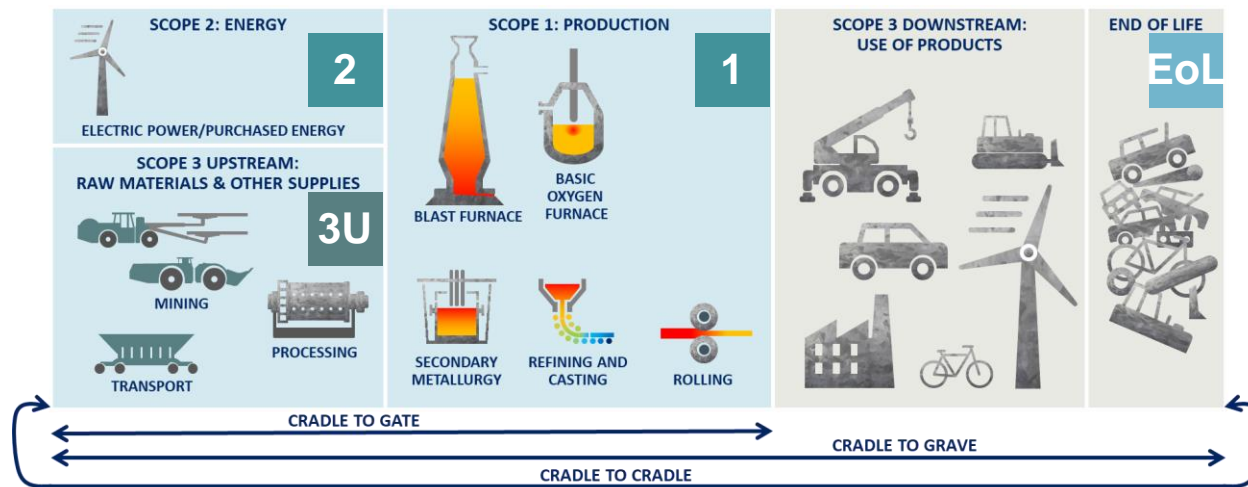 SCOPE 2: ENERGY
2
ELECTRIC POWER/PURCHASED ENERGY
SCOPE 3 UPSTREAM:
RAW MATERIALS & OTHER SUPPLIES
3U
MINING
PROCESSING
TRANSPORT
SCOPE 1: PRODUCTION
1
BLAST FURNACE
BASIC
OXYGEN
FURNACE
SECONDARY
METALLURGY
REFINING AND
CASTING
ROLLING
SCOPE 3 DOWNSTREAM:
USE OF PRODUCTS
END OF LIFE
EoL
CRADLE TO GATE
CRADLE TO GRAVE
CRADLE TO CRADLE